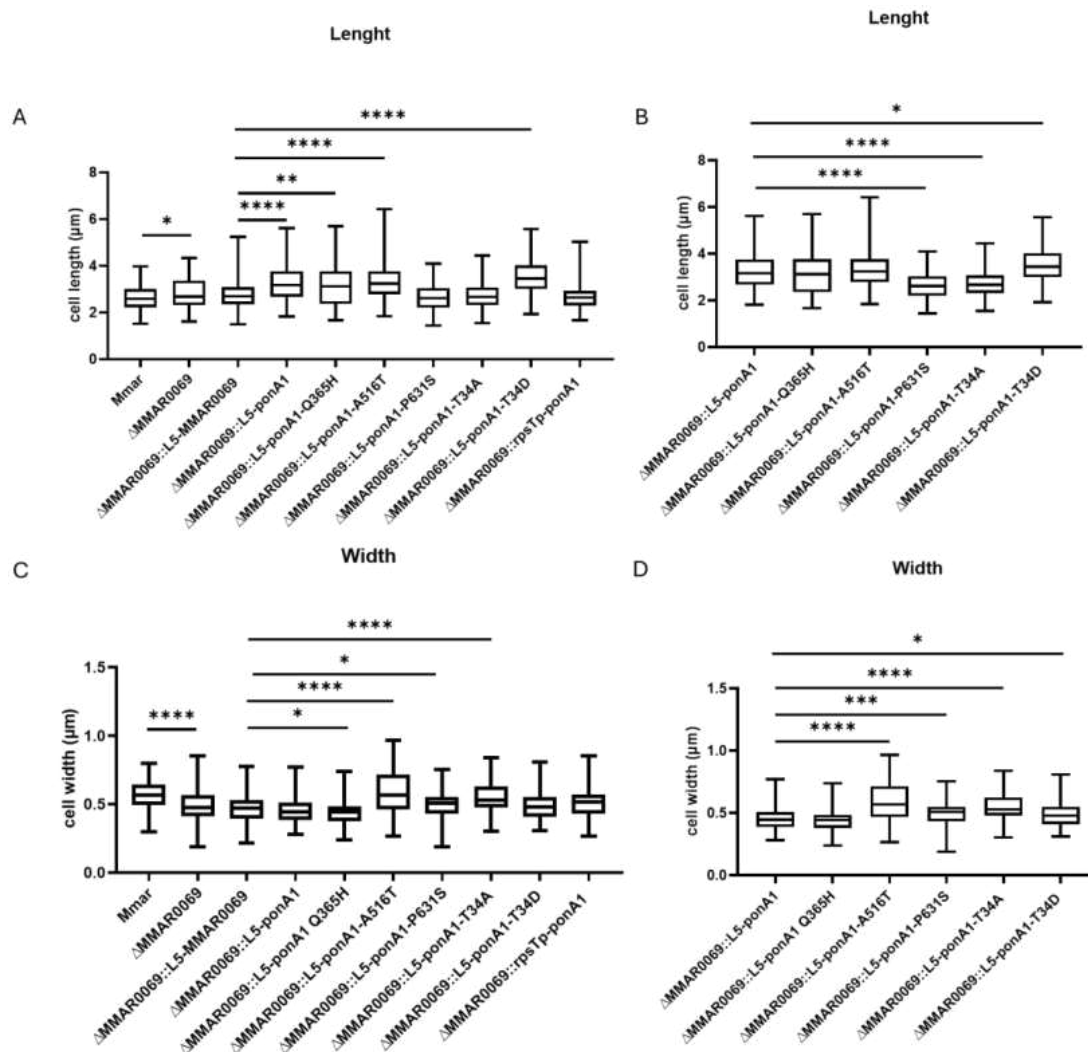 Lenght
A
****
****
**
****
*
cell length (µm)
8
6
4
2
0
Mmar
ΔMMAR0069
ΔMMAR0069::L5-MMAR0069
ΔMMAR0069::L5-ponA1
ΔMMAR0069::L5-ponA1-Q365H
ΔMMAR0069::L5-ponA1-A516T
ΔMMAR0069::L5-ponA1-P631S
ΔMMAR0069::L5-ponA1-T34A
ΔMMAR0069::L5-ponA1-T34D
ΔMMAR0069::rpsTp-ponA1
Lenght
B
*
****
****
cell length (µm)
8
6
4
2
0
ΔMMAR0069::L5-ponA1
ΔMMAR0069::L5-ponA1-Q365H
ΔMMAR0069::L5-ponA1-A516T
ΔMMAR0069::L5-ponA1-P631S
ΔMMAR0069::L5-ponA1-T34A
ΔMMAR0069::L5-ponA1-T34D
Width
C
****
*
****
*
****
cell width (µm)
1.5
1.0
0.5
0.0
Mmar
ΔMMAR0069
ΔMMAR0069::L5-MMAR0069
ΔMMAR0069::L5-ponA1
ΔMMAR0069::L5-ponA1 Q365H
ΔMMAR0069::L5-ponA1-A516T
ΔMMAR0069::L5-ponA1-P631S
ΔMMAR0069::L5-ponA1-T34A
ΔMMAR0069::L5-ponA1-T34D
ΔMMAR0069::rpsTp-ponA1
Width
D
*
****
***
****
cell width (µm)
1.5
1.0
0.5
0.0
ΔMMAR0069::L5-ponA1
ΔMMAR0069::L5-ponA1 Q365H
ΔMMAR0069::L5-ponA1-A516T
ΔMMAR0069::L5-ponA1-P631S
ΔMMAR0069::L5-ponA1-T34A
ΔMMAR0069::L5-ponA1-T34D